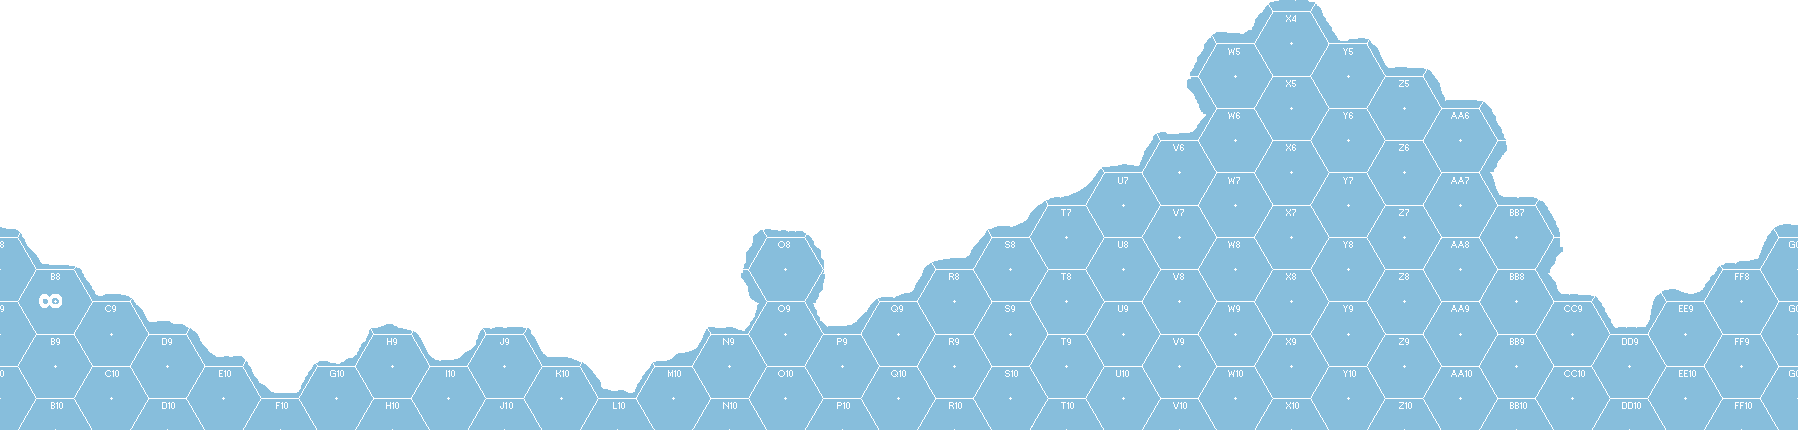 X4
W5 Y5
X5 Z5
W6 Y6 AA6
V6 X6 Z6
U7 W7 Y7 AA7
T7 V7 X7 Z7 BB7
8 O8 S8 U8 W8 Y8 AA8 G
B8 R8 T8 V8 X8 Z8 BB8 FF8
8
9 C9 O9 Q9 S9 U9 W9 Y9 AA9 CC9 EE9 G
B9 D9 H9 J9 N9 P9 R9 T9 V9 X9 Z9 BB9 DD9 FF9
0 C10 E10 G10 I10 K10 M10 O10 Q10 S10 U10 W10 Y10 AA10 CC10 EE10 G
B10 D10 F10 H10 J10 L10 N10 P10 R10 T10 V10 X10 Z10 BB10 DD10 FF10